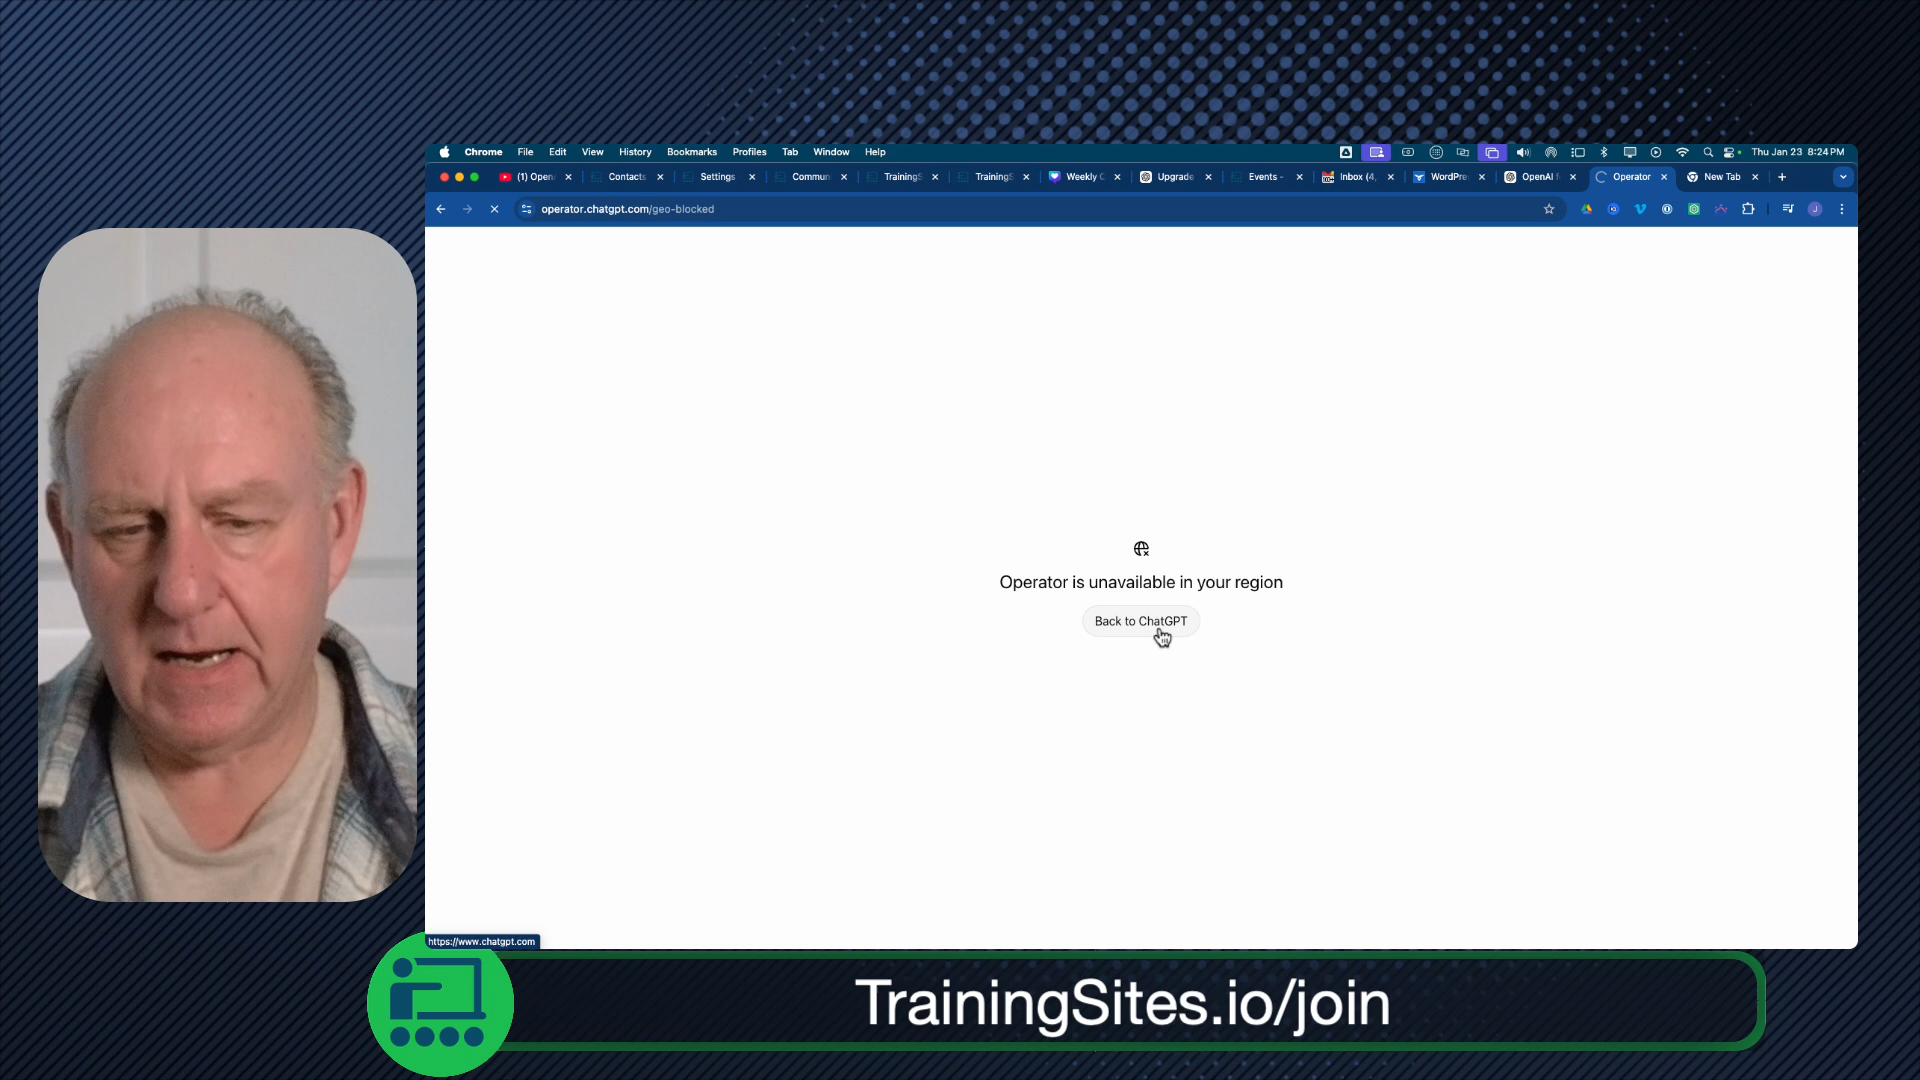 Chrome File Edit View History Bookmarks Profiles Tab Window Help Thu Jan 23 8:24 PM
(1) Open Contacts Settings Commun TrainingS TrainingS Weekly C Upgrade Events - Inbox (4, WordPre OpenAI f Operator New Tab
operator.chatgpt.com/geo-blocked J
Operator is unavailable in your region
Back to ChatGPT
https://www.chatgpt.com
TrainingSites.io/join